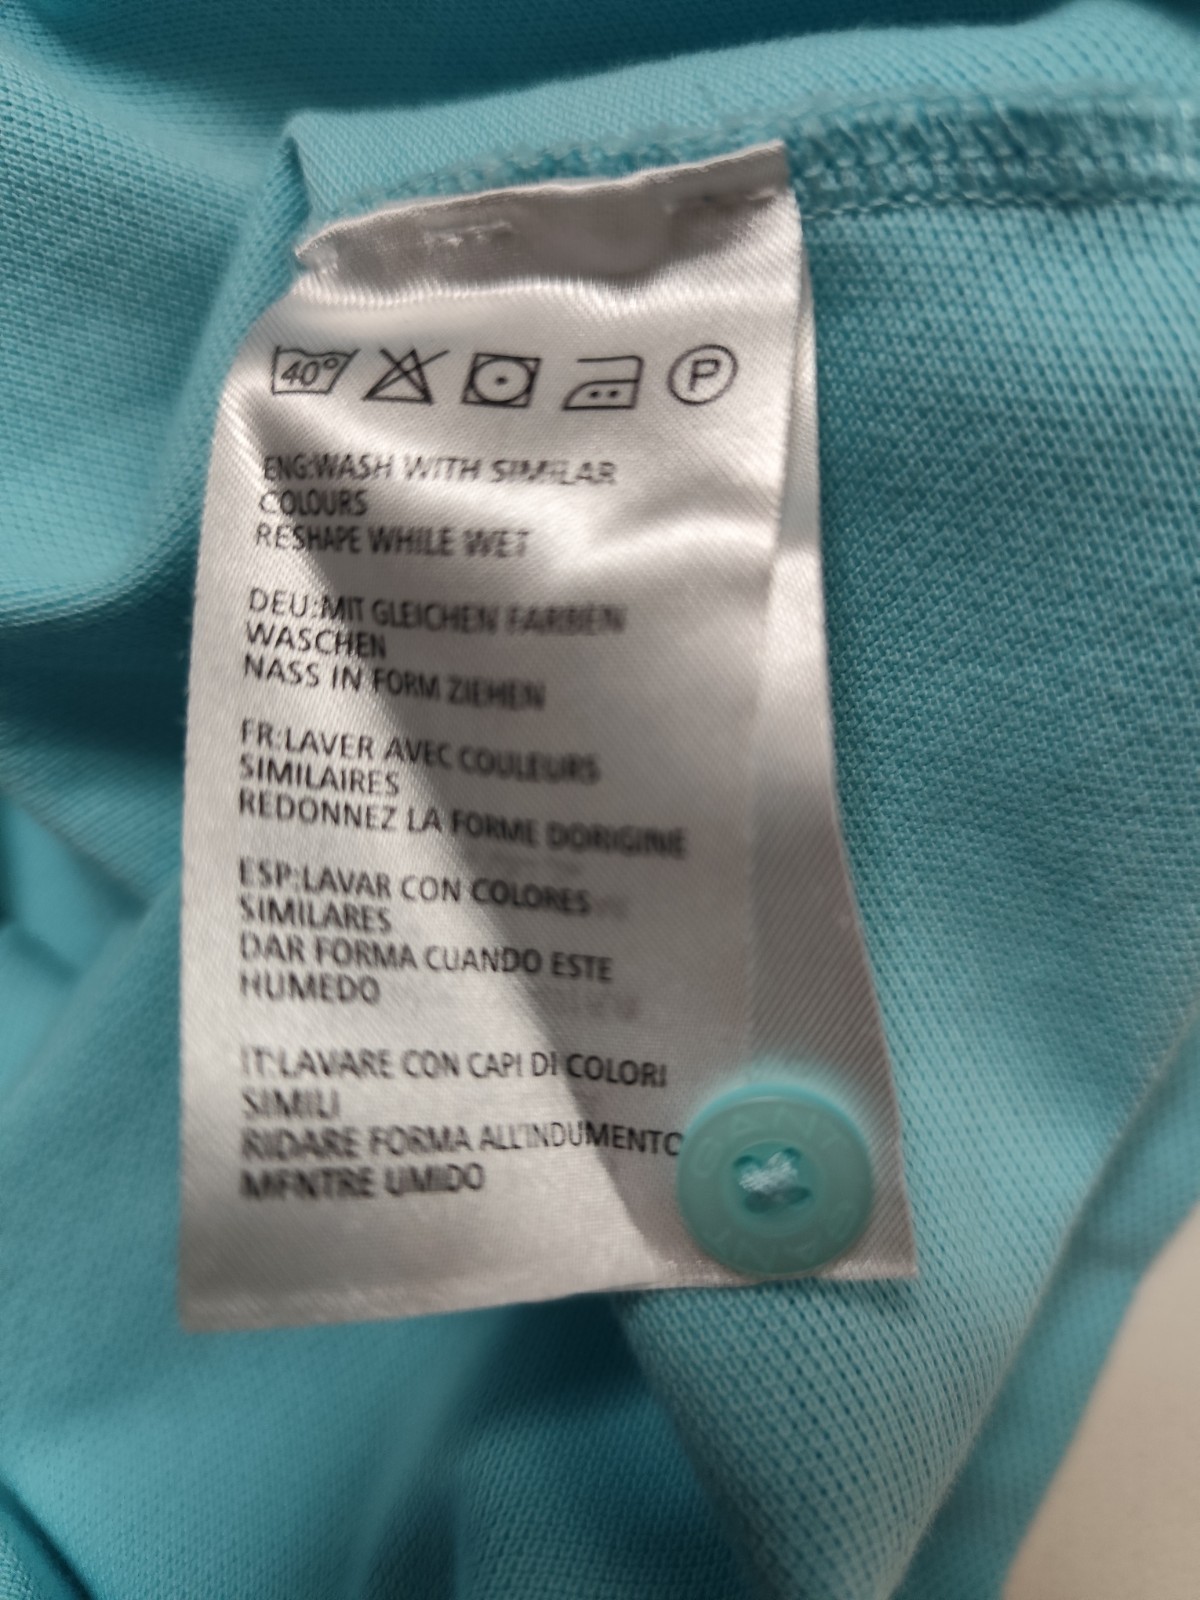 40°
P
ENG:WASH WITH SIMILAR
COLOURS
RESHAPE WHILE WET
DEU:MIT GLEICHEN FARBEN
WASCHEN
NASS IN FORM ZIEHEN
FR:LAVER AVEC COULEURS
SIMILAIRES
REDONNEZ LA FORME DORIGINE
ESP:LAVAR CON COLORES
SIMILARES
DAR FORMA CUANDO ESTE
HUMEDO
IT:LAVARE CON CAPI DI COLORI
SIMILI
RIDARE FORMA ALL'INDUMENTO
MENTRE UMIDO
GANT